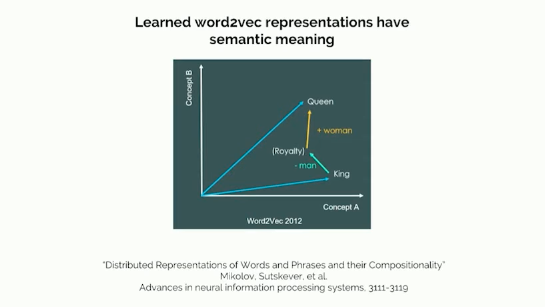 Learned word2vec representations have
semantic meaning
Concept B
Queen
+ woman
(Royalty)
- man
King
Concept A
Word2Vec 2012
"Distributed Representations of Words and Phrases and their Compositionality"
Mikolov, Sutskever, et al.
Advances in neural information processing systems, 3111-3119